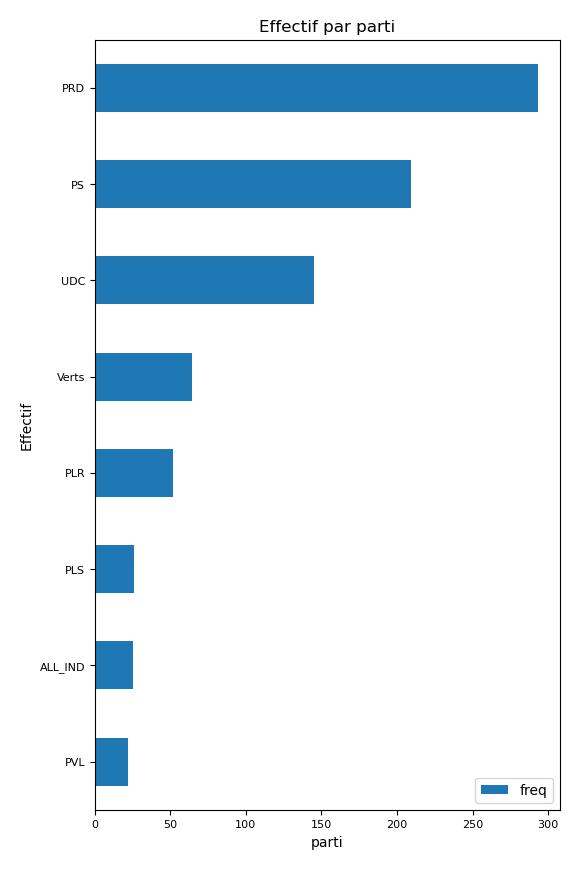 Effectif par parti
PRD
PS
UDC
Verts
PLR
PLS
ALL_IND
PVL
Effectif
0 50 100 150 200 250 300
parti
freq